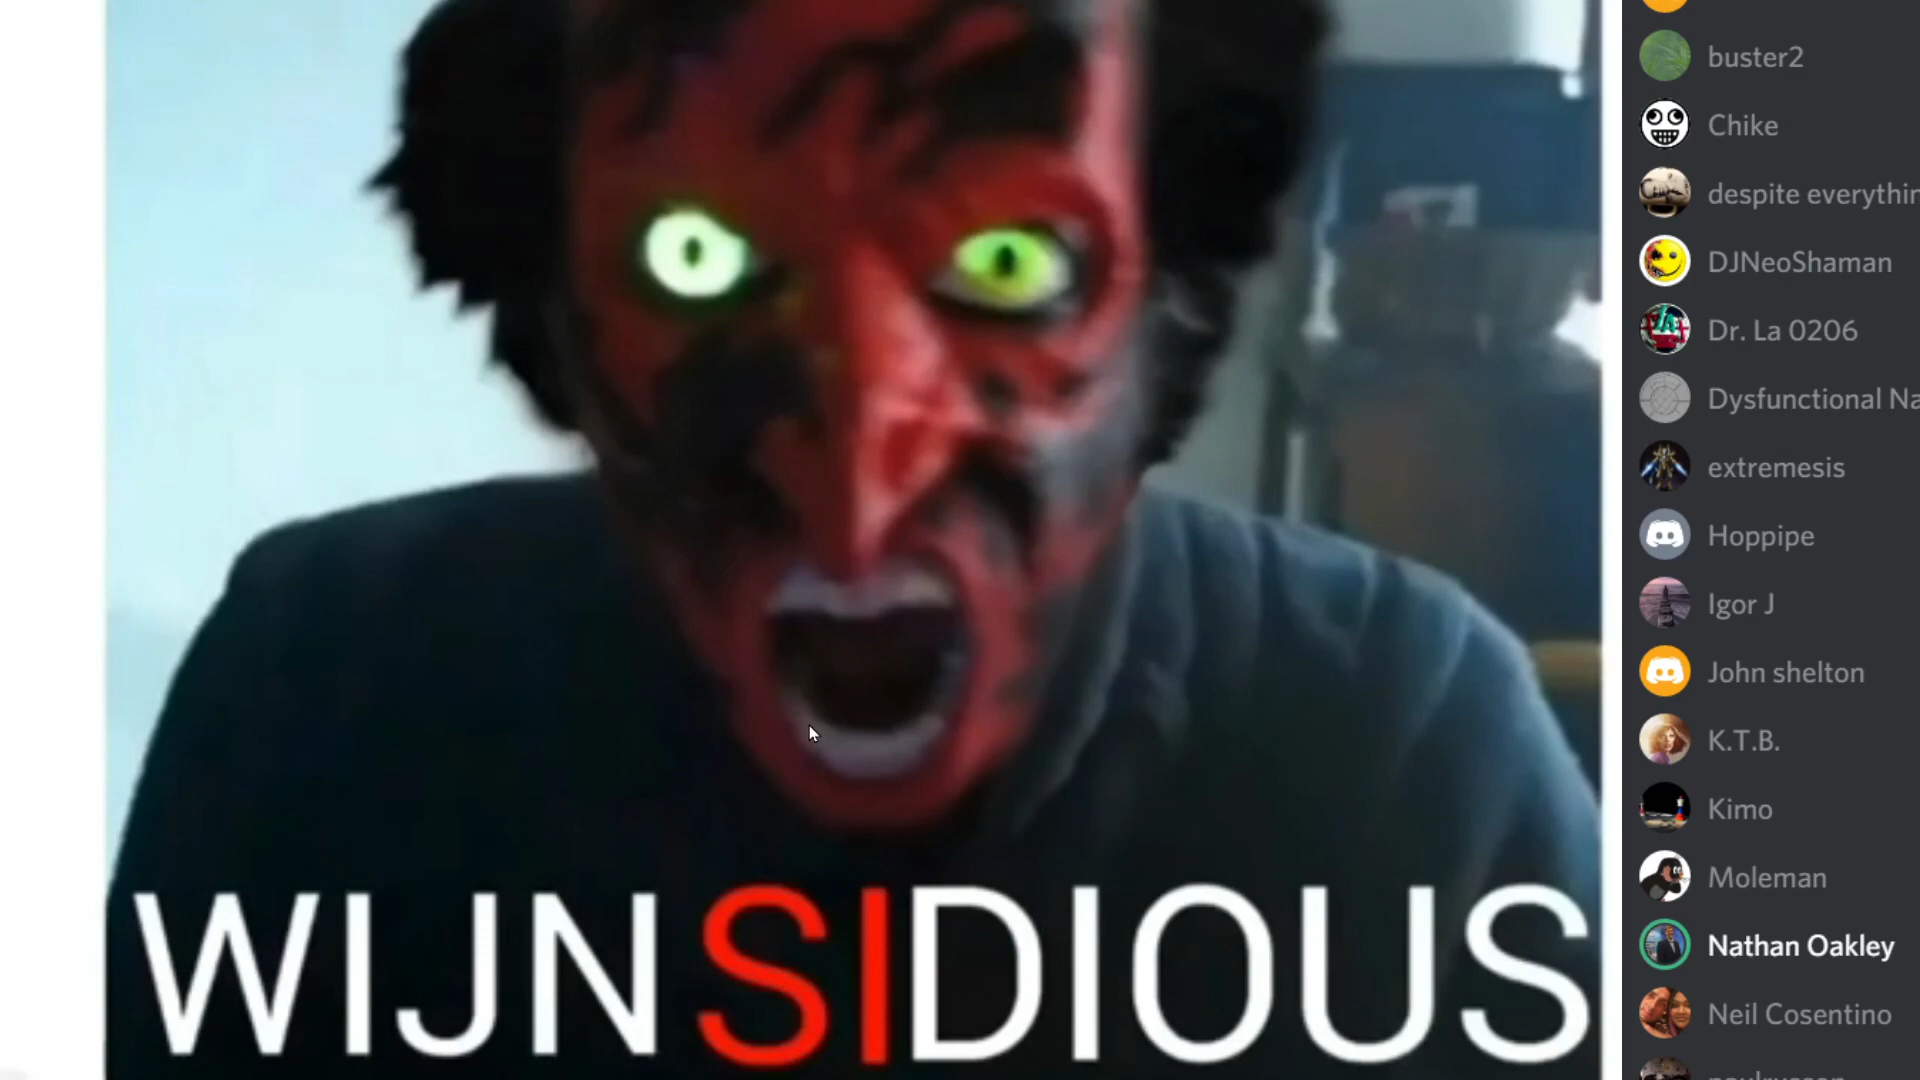 WIJNSIDIOUS
buster2
Chike
despite everythin
DJNeoShaman
Dr. La 0206
Dysfunctional Na
extremesis
Hoppipe
Igor J
John shelton
K.T.B.
Kimo
Moleman
Nathan Oakley
Neil Cosentino